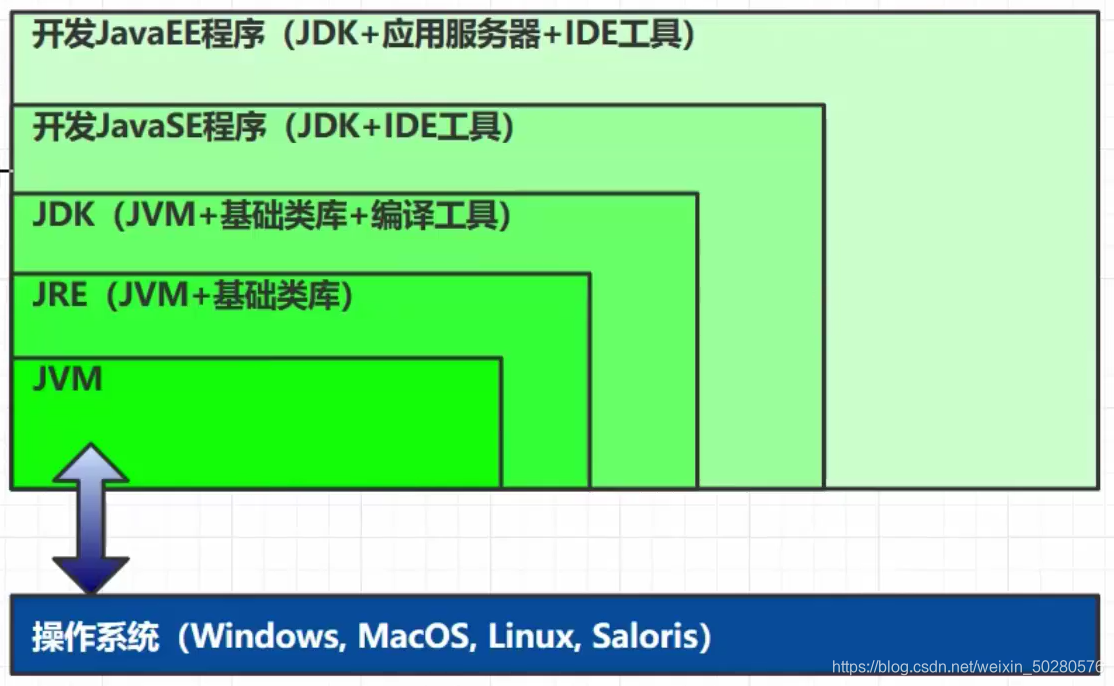 开发JavaEE程序（JDK+应用服务器+IDE工具）
开发JavaSE程序（JDK+IDE工具）
JDK（JVM+基础类库+编译工具）
JRE（JVM+基础类库）
JVM
操作系统（Windows, MacOS, Linux, Saloris）
https://blog.csdn.net/weixin_50280576